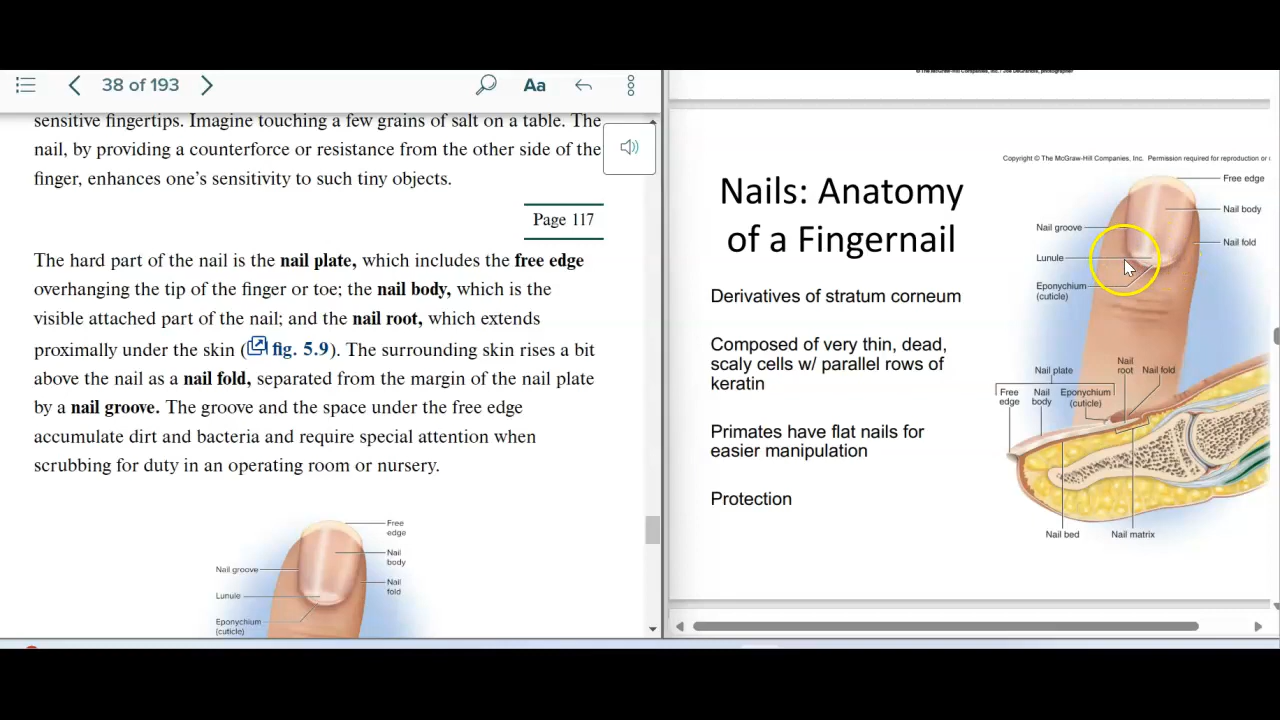 38 of 193
Aa
sensitive fingertips. Imagine touching a few grains of salt on a table. The
nail, by providing a counterforce or resistance from the other side of the
finger, enhances one’s sensitivity to such tiny objects.
Page 117
The hard part of the nail is the nail plate, which includes the free edge
overhanging the tip of the finger or toe; the nail body, which is the
visible attached part of the nail; and the nail root, which extends
proximally under the skin (fig. 5.9). The surrounding skin rises a bit
above the nail as a nail fold, separated from the margin of the nail plate
by a nail groove. The groove and the space under the free edge
accumulate dirt and bacteria and require special attention when
scrubbing for duty in an operating room or nursery.
Free
edge
Nail
body
Nail groove
Nail
fold
Lunule
Eponychium
(cuticle)
Copyright © The McGraw-Hill Companies, Inc. Permission required for reproduction or
Nails: Anatomy
of a Fingernail
Derivatives of stratum corneum
Composed of very thin, dead,
scaly cells w/ parallel rows of
keratin
Primates have flat nails for
easier manipulation
Protection
Free edge
Nail body
Nail groove
Nail fold
Lunule
Eponychium
(cuticle)
Nail plate
Nail
root
Nail fold
Free
edge
Nail
body
Eponychium
(cuticle)
Nail bed
Nail matrix